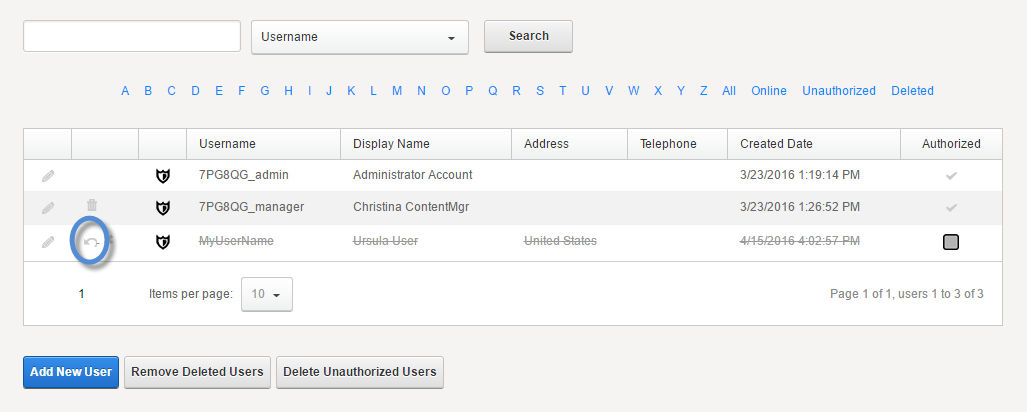 Username Search
A B C D E F G H I J K L M N O P Q R S T U V W X Y Z All Online Unauthorized Deleted
Username Display Name Address Telephone Created Date Authorized
7PG8QG_admin Administrator Account 3/23/2016 1:19:14 PM
7PG8QG_manager Christina ContentMgr 3/23/2016 1:26:52 PM
MyUserName Ursula User United States 4/15/2016 4:02:57 PM
1 Items per page: 10 Page 1 of 1, users 1 to 3 of 3
Add New User Remove Deleted Users Delete Unauthorized Users